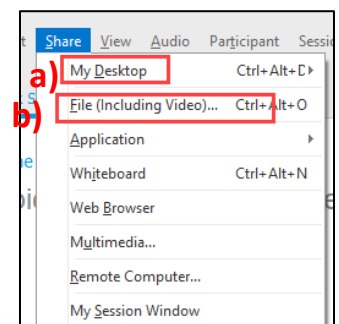 Share View Audio Participant Sessi
a) My Desktop Ctrl+Alt+D
b) File (Including Video)... Ctrl+Alt+O
Application
Whiteboard Ctrl+Alt+N
Web Browser
Multimedia...
Remote Computer...
My Session Window